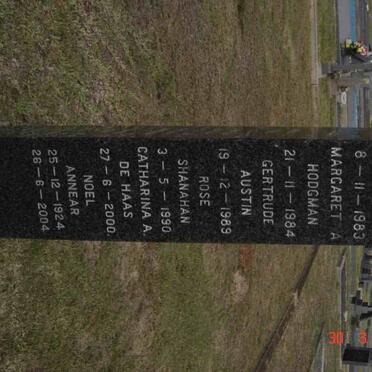 8-11-1983
MARGARET A
HODGMAN
21-11-1984
GERTRUDE
AUSTIN
19-12-1989
ROSE
SHANAHAN
3-5-1990
CATHARINA A.
DE HAAS
27-6-2000.
NOEL
ANNEAR
25-12-1924
26-6-2004
30